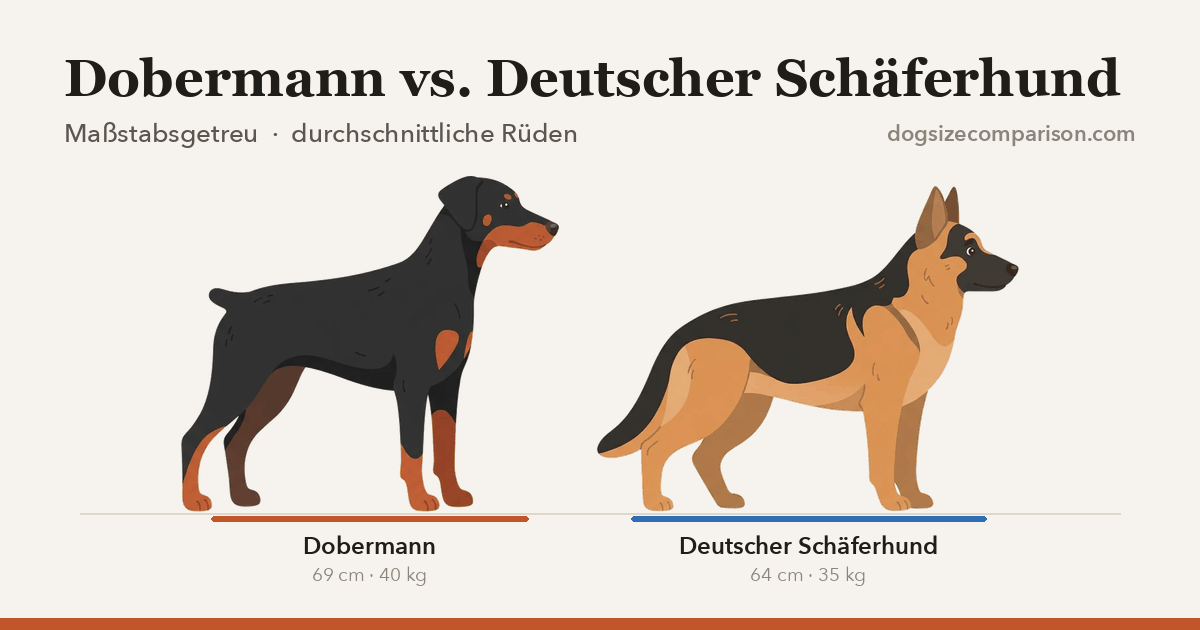 Dobermann vs. Deutscher Schäferhund
Maßstabsgetreu · durchschnittliche Rüden
dogsizecomparison.com
Dobermann
69 cm · 40 kg
Deutscher Schäferhund
64 cm · 35 kg